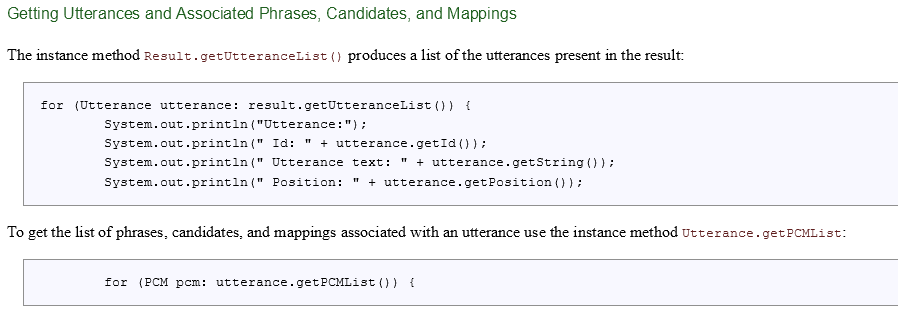 Getting Utterances and Associated Phrases, Candidates, and Mappings
The instance method Result.getUtteranceList() produces a list of the utterances present in the result:
for (Utterance utterance: result.getUtteranceList()) {
        System.out.println("Utterance:");
        System.out.println(" Id: " + utterance.getId());
        System.out.println(" Utterance text: " + utterance.getString());
        System.out.println(" Position: " + utterance.getPosition());
To get the list of phrases, candidates, and mappings associated with an utterance use the instance method Utterance.getPCMList:
        for (PCM pcm: utterance.getPCMList()) {